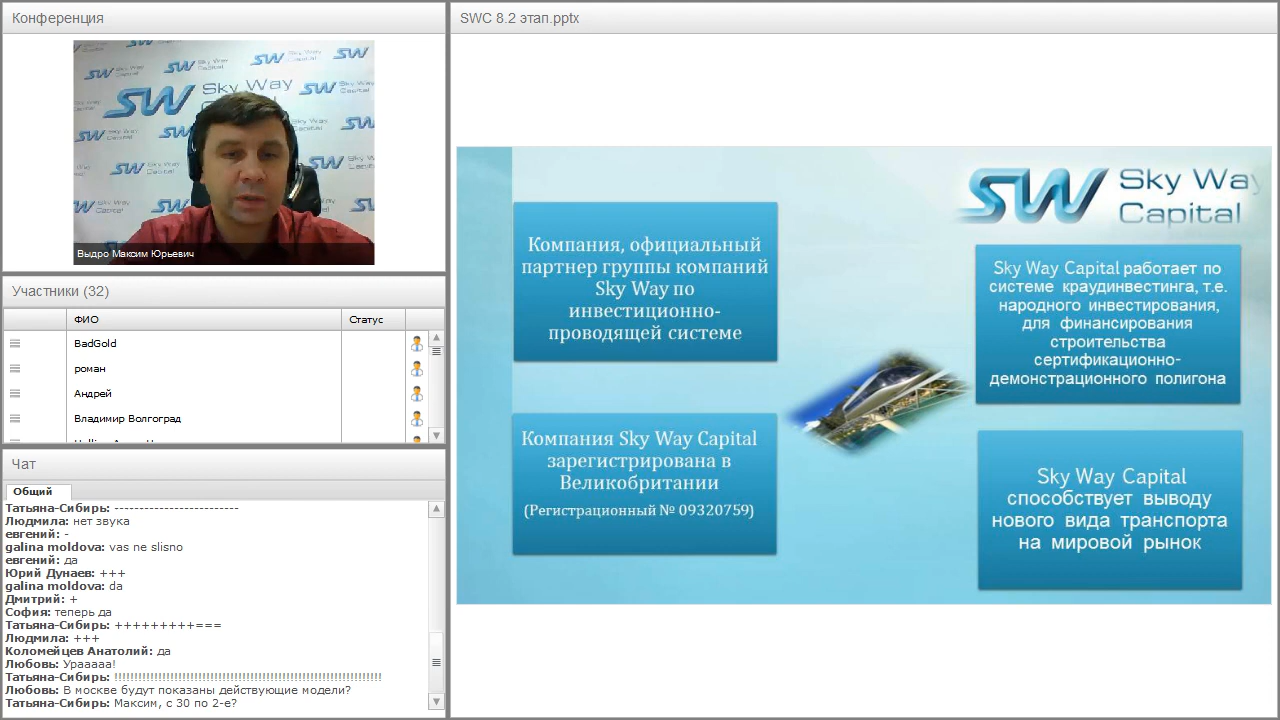 Конференция
SW Sky Way
Capital
Выдро Максим Юрьевич
Участники (32)
ФИО
Статус
BadGold
роман
Андрей
Владимир Волгоград
Чат
Общий
Татьяна-Сибирь: -------------------------
Людмила: нет звука
евгений: -
galina moldova: vas ne slisno
евгений: да
Юрий Дунаев: +++
galina moldova: da
Дмитрий: +
София: теперь да
Татьяна-Сибирь: ++++++++++===
Людмила: +++
Коломейцев Анатолий: да
Любовь: Урааааа!
Татьяна-Сибирь: !!!!!!!!!!!!!!!!!!!!!!!!!!!!!!!!!!!!!!!!!!!!!!!!!!!!!!!!!!!!!!!!!!!
Любовь: В москве будут показаны действующие модели?
Татьяна-Сибирь: Максим, с 30 по 2-е?
SWC 8.2 этап.pptx
SW Sky Way
Capital
Компания, официальный
партнер группы компаний
Sky Way по
инвестиционно-
проводящей системе
Sky Way Capital работает по
системе краудинвестинга, т.е.
народного инвестирования,
для финансирования
строительства
сертификационно-
демонстрационного полигона
Компания Sky Way Capital
зарегистрирована в
Великобритании
(Регистрационный № 09320759)
Sky Way Capital
способствует выводу
нового вида транспорта
на мировой рынок